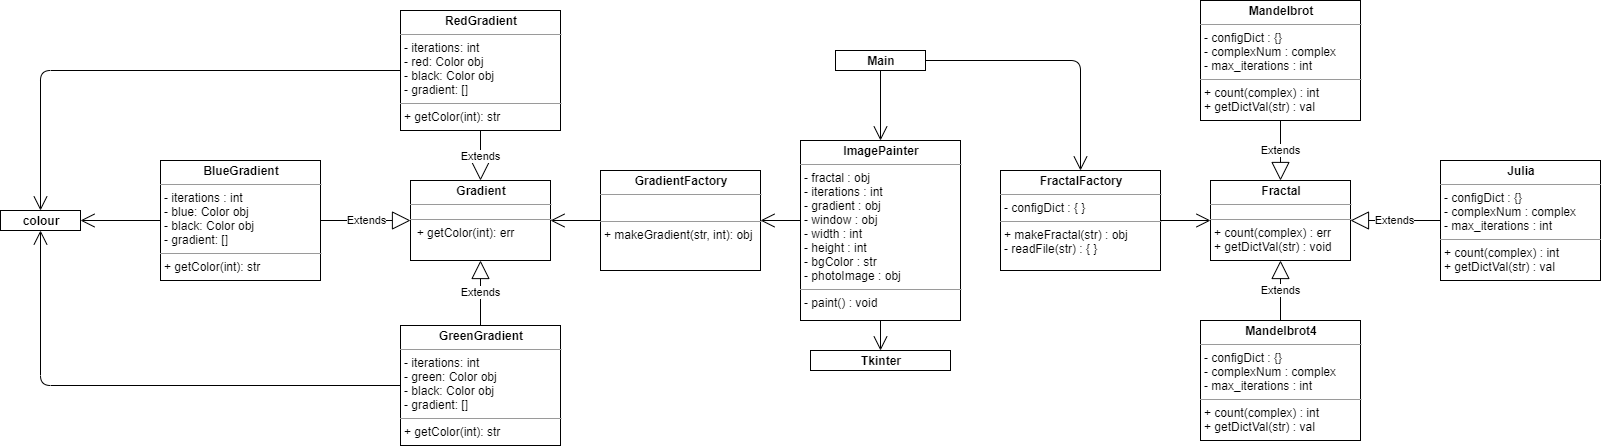 RedGradient
- iterations: int
- red: Color obj
- black: Color obj
- gradient: []
+ getColor(int): str
Extends
BlueGradient
- iterations : int
- blue: Color obj
- black: Color obj
- gradient: []
+ getColor(int): str
Extends
colour
Gradient
+ getColor(int): err
Extends
GreenGradient
- iterations: int
- green: Color obj
- black: Color obj
- gradient: []
+ getColor(int): str
GradientFactory
+ makeGradient(str, int): obj
Main
ImagePainter
- fractal : obj
- iterations : int
- gradient : obj
- window : obj
- width : int
- height : int
- bgColor : str
- photoImage : obj
- paint() : void
Tkinter
FractalFactory
- configDict : { }
+ makeFractal(str) : obj
- readFile(str) : { }
Mandelbrot
- configDict : {}
- complexNum : complex
- max_iterations : int
+ count(complex) : int
+ getDictVal(str) : val
Extends
Fractal
+ count(complex) : err
+ getDictVal(str) : void
Extends
Julia
- configDict : {}
- complexNum : complex
- max_iterations : int
+ count(complex) : int
+ getDictVal(str) : val
Extends
Mandelbrot4
- configDict : {}
- complexNum : complex
- max_iterations : int
+ count(complex) : int
+ getDictVal(str) : val